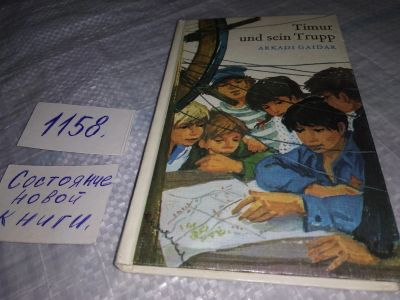 Timur
und sein Trupp
ARKADI GAIDAR
1158.
Состояние
новой
книги.